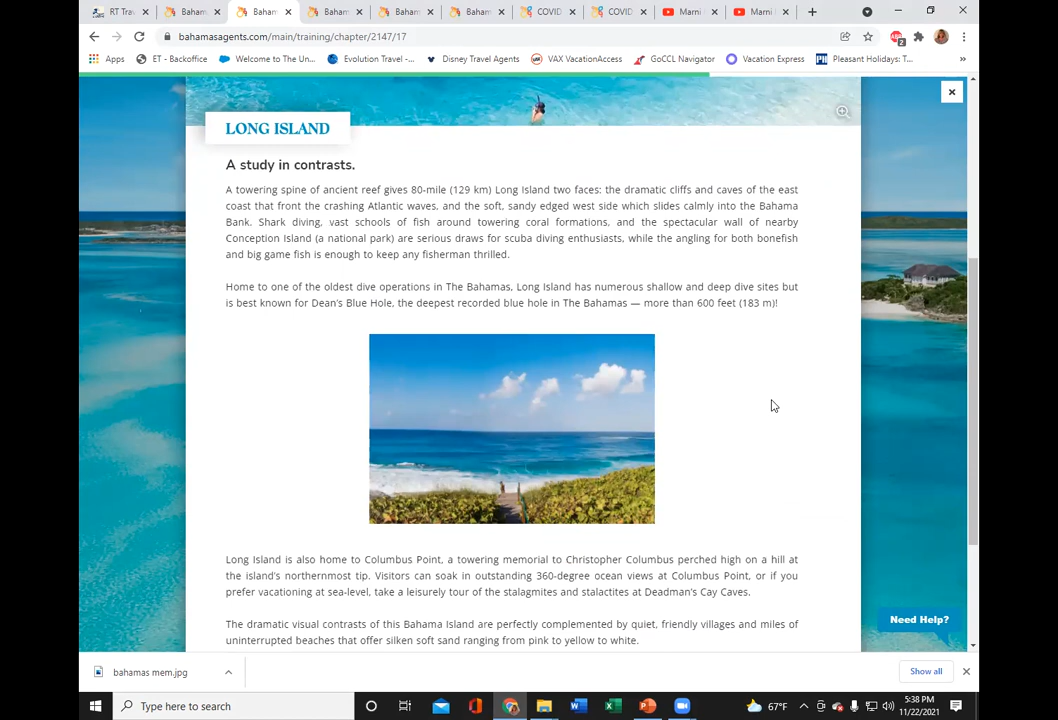 RT Trav
Baham
Baham
Baham
Baham
Baham
COVID
COVID
Marni
Marni
bahamasagents.com/main/training/chapter/2147/17
2
Apps
ET - Backoffice
Welcome to The Un...
Evolution Travel -...
Disney Travel Agents
VAX VacationAccess
GoCCL Navigator
Vacation Express
Pleasant Holidays: T...
LONG ISLAND
A study in contrasts.
A towering spine of ancient reef gives 80-mile (129 km) Long Island two faces: the dramatic cliffs and caves of the east
coast that front the crashing Atlantic waves, and the soft, sandy edged west side which slides calmly into the Bahama
Bank. Shark diving, vast schools of fish around towering coral formations, and the spectacular wall of nearby
Conception Island (a national park) are serious draws for scuba diving enthusiasts, while the angling for both bonefish
and big game fish is enough to keep any fisherman thrilled.
Home to one of the oldest dive operations in The Bahamas, Long Island has numerous shallow and deep dive sites but
is best known for Dean's Blue Hole, the deepest recorded blue hole in The Bahamas — more than 600 feet (183 m)!
Long Island is also home to Columbus Point, a towering memorial to Christopher Columbus perched high on a hill at
the island's northernmost tip. Visitors can soak in outstanding 360-degree ocean views at Columbus Point, or if you
prefer vacationing at sea-level, take a leisurely tour of the stalagmites and stalactites at Deadman's Cay Caves.
The dramatic visual contrasts of this Bahama Island are perfectly complemented by quiet, friendly villages and miles of
uninterrupted beaches that offer silken soft sand ranging from pink to yellow to white.
Need Help?
bahamas mem.jpg
Show all
Type here to search
67°F
5:38 PM
11/22/2021